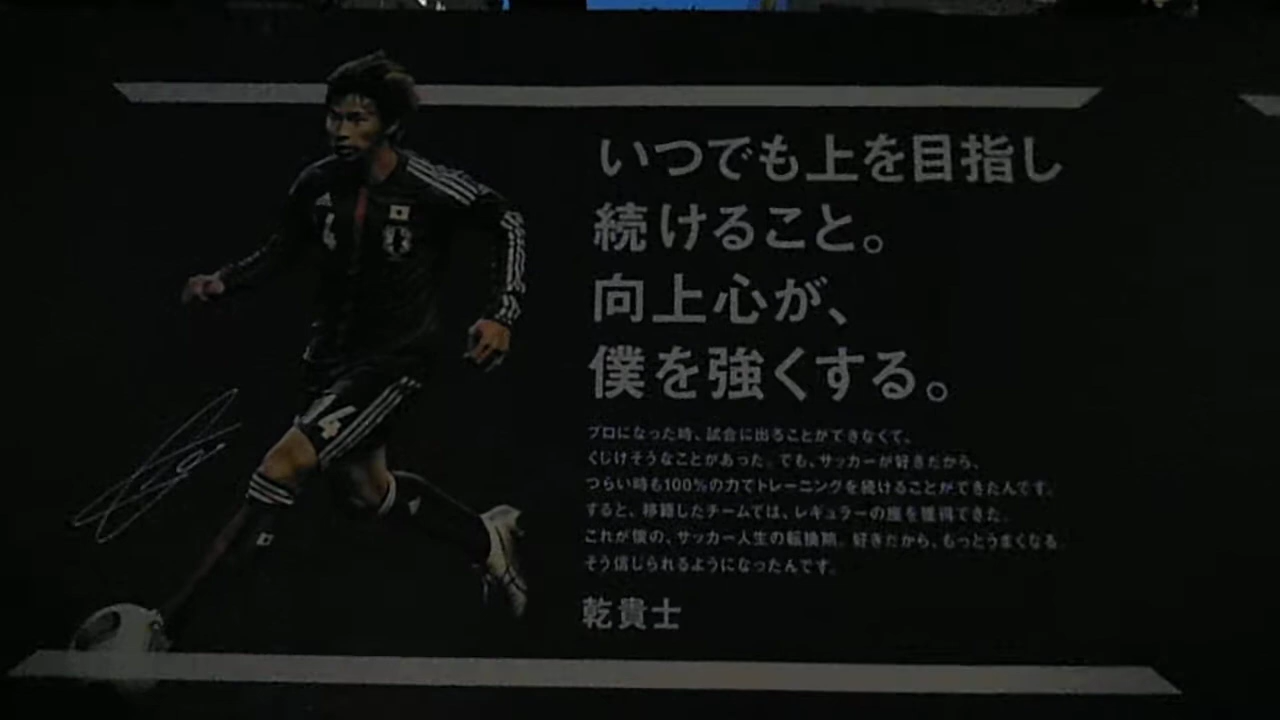 いつでも上を目指し
続けること。
向上心が、
僕を強くする。
プロになった時、試合に出ることができなくて、
くじけそうなことがあった。でも、サッカーが好きだから、
つらい時も100%の力でトレーニングを続けることができたんです。
すると、移籍したチームでは、レギュラーの座を獲得できた。
これが僕の、サッカー人生の転換期。好きだから、もっとうまくなる。
そう信じられるようになったんです。
乾貴士
14